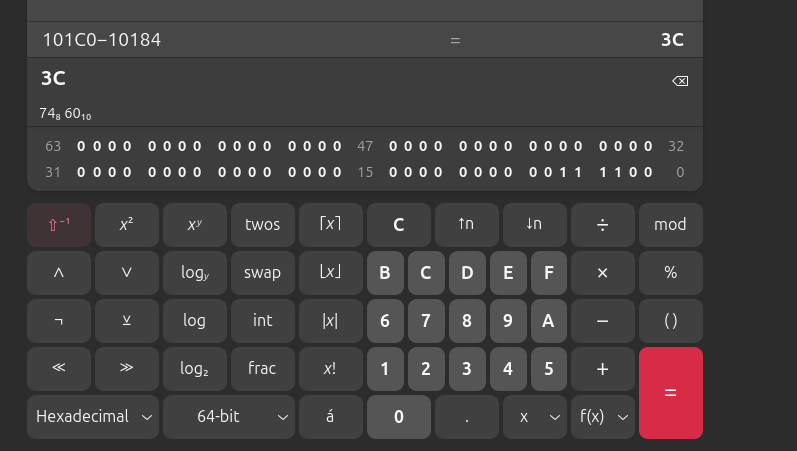 101C0−10184 = 3C
3C
74₈ 60₁₀
63 0000 0000 0000 0000 47 0000 0000 0000 0000 32
31 0000 0000 0000 0000 15 0000 0000 0011 1100 0
⇧⁻¹ x² xʸ twos ⌈x⌉ C ↑n ↓n ÷ mod
∧ ∨ logᵧ swap ⌊x⌋ B C D E F × %
¬ ⊻ log int |x| 6 7 8 9 A − ( )
≪ ≫ log₂ frac x! 1 2 3 4 5 + =
Hexadecimal 64-bit á 0 . x f(x)